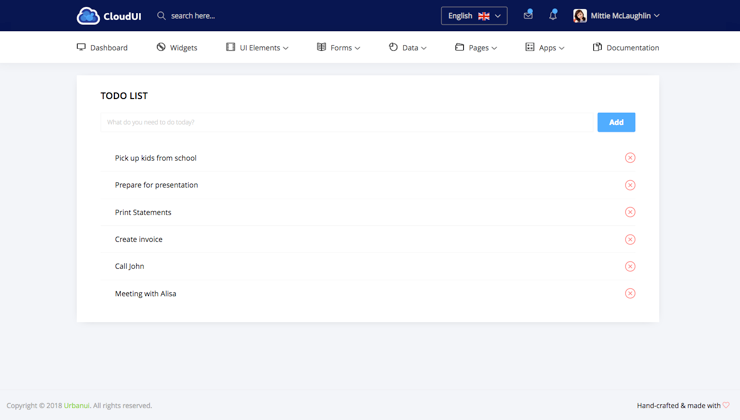 CloudUI search here... English Mittie McLaughlin
Dashboard Widgets UI Elements Forms Data Pages Apps Documentation
TODO LIST
What do you need to do today? Add
Pick up kids from school
Prepare for presentation
Print Statements
Create invoice
Call John
Meeting with Alisa
Copyright © 2018 Urbanui. All rights reserved. Hand-crafted & made with